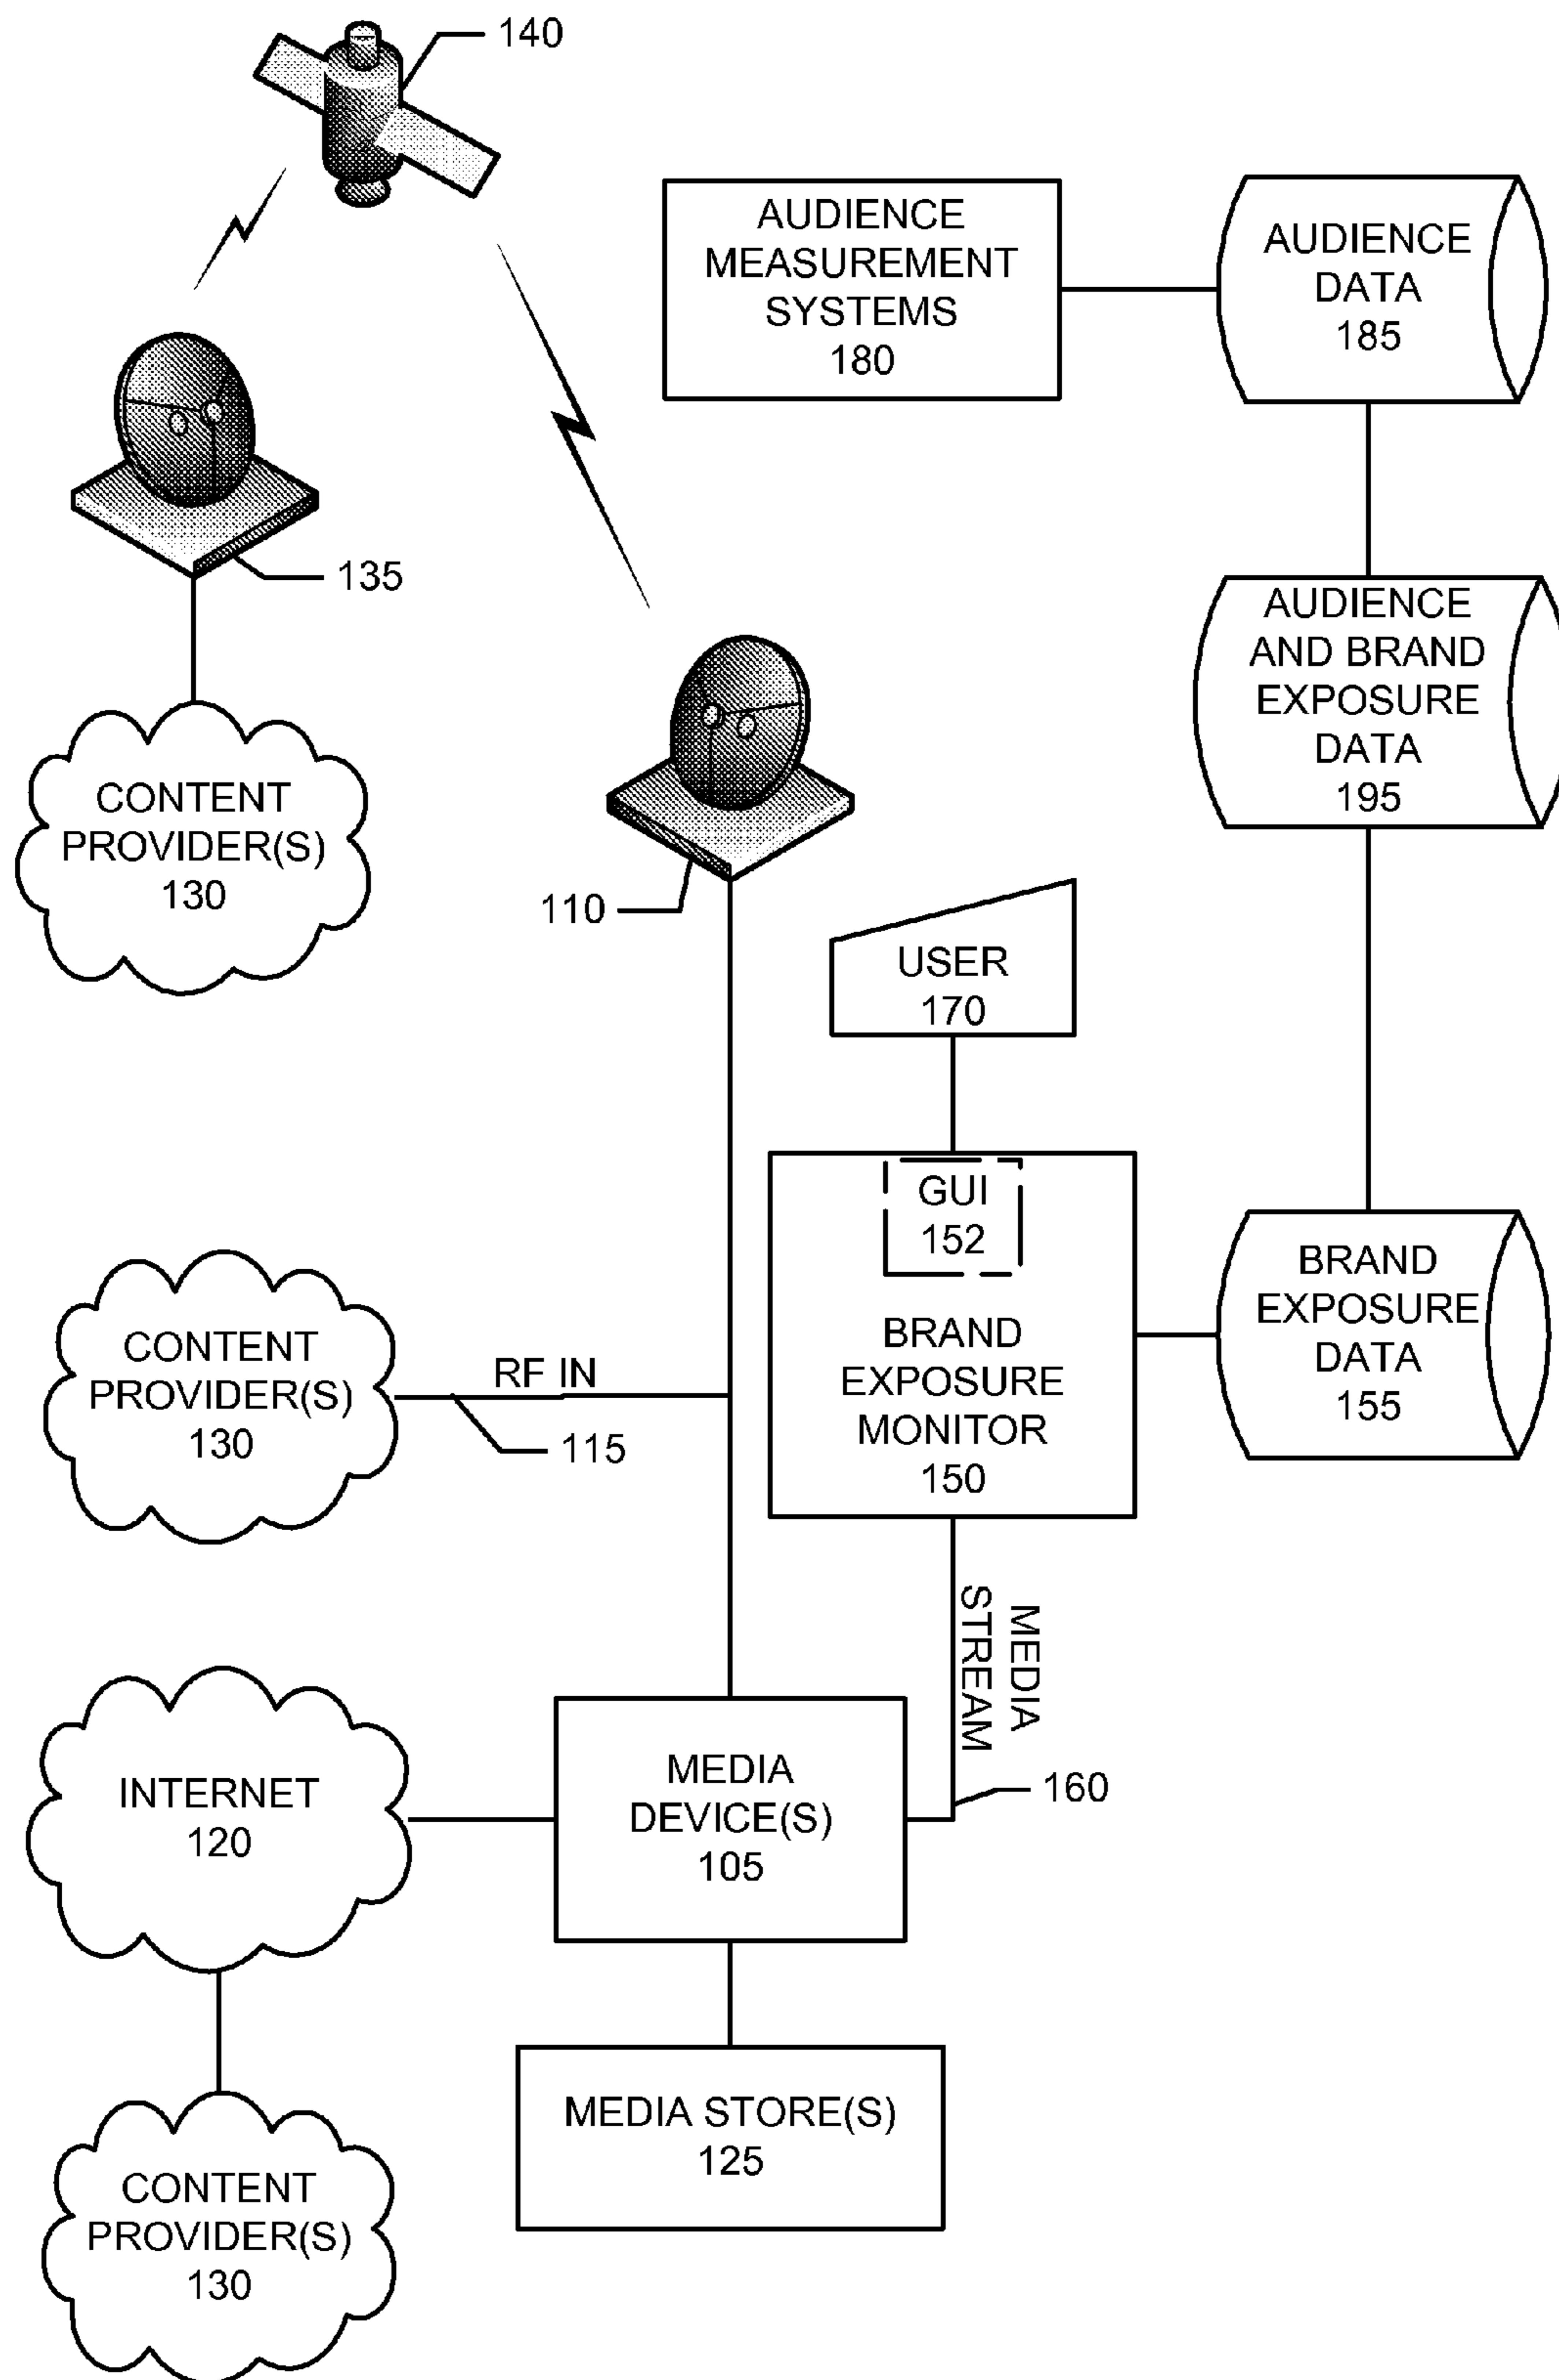 140
AUDIENCE
MEASUREMENT
SYSTEMS
180
AUDIENCE
DATA
185
135
AUDIENCE
AND BRAND
EXPOSURE
DATA
195
CONTENT
PROVIDER(S)
130
110
USER
170
GUI
152
BRAND
EXPOSURE
MONITOR
150
BRAND
EXPOSURE
DATA
155
CONTENT
PROVIDER(S)
130
RF IN
115
MEDIA
STREAM
160
INTERNET
120
MEDIA
DEVICE(S)
105
MEDIA STORE(S)
125
CONTENT
PROVIDER(S)
130